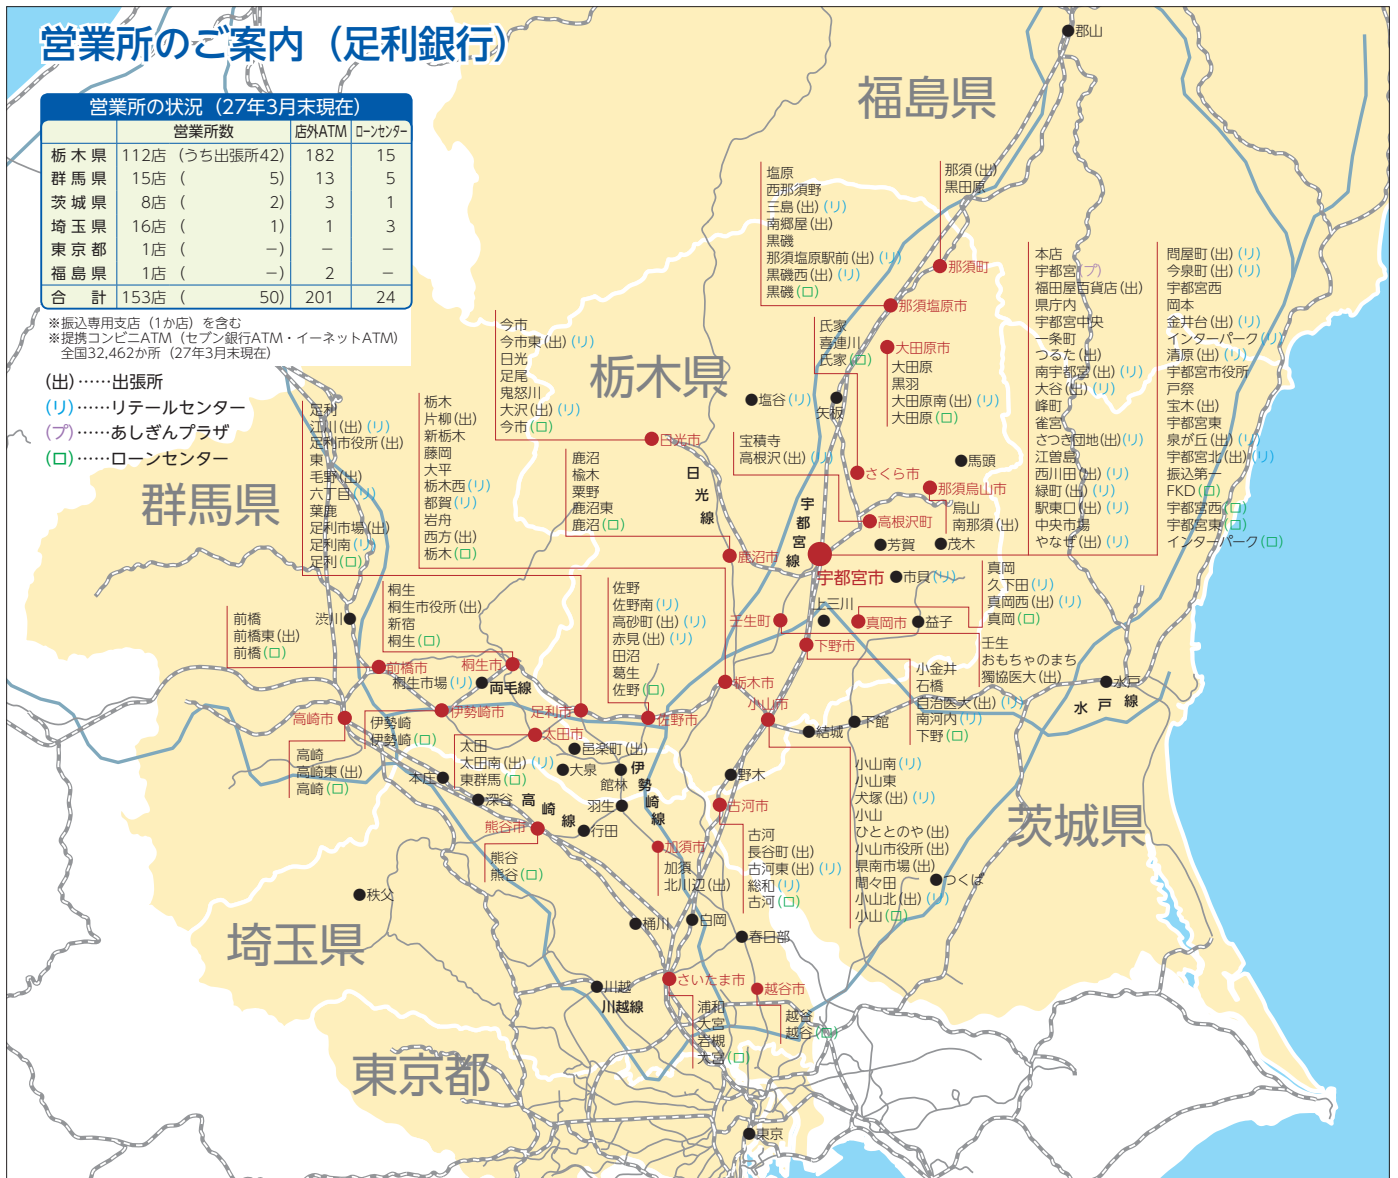 営業所のご案内（足利銀行）
営業所の状況（27年3月末現在）
営業所数 店外ATM ローンセンター
栃木県 112店（うち出張所42） 182 15
群馬県 15店（ 5） 13 5
茨城県 8店（ 2） 3 1
埼玉県 16店（ 1） 1 3
東京都 1店（ －） － －
福島県 1店（ －） 2 －
合計 153店（ 50） 201 24
※振込専用支店（1か店）を含む
※提携コンビニATM（セブン銀行ATM・イーネットATM）
全国32,462か所（27年3月末現在）
(出)……出張所
(リ)……リテールセンター
(プ)……あしぎんプラザ
(ロ)……ローンセンター
福島県
栃木県
群馬県
茨城県
埼玉県
東京都
郡山
那須(出)
黒田原
那須町
塩原
西那須野
三島(出)(リ)
南郷屋(出)
黒磯
那須塩原駅前(出)(リ)
黒磯西(出)(リ)
黒磯(ロ)
那須塩原市
氏家
喜連川
氏家(ロ)
さくら市
大田原市
大田原
黒羽
大田原南(出)(リ)
大田原(ロ)
本店
宇都宮(プ)
福田屋百貨店(出)
県庁内
宇都宮中央
一条町
つるた(出)
南宇都宮(出)(リ)
大谷(出)(リ)
峰町
雀宮
さつき団地(出)(リ)
江曽島
西川田(出)(リ)
緑町(出)(リ)
駅東口(出)(リ)
中央市場
やなぜ(出)(リ)
問屋町(出)(リ)
今泉町(出)(リ)
宇都宮西
岡本
金井台(出)(リ)
インターパーク(リ)
清原(出)(リ)
宇都宮市役所
戸祭
宝木(出)
宇都宮東
泉が丘(出)(リ)
宇都宮北(出)(リ)
振込第一
FKD(ロ)
宇都宮西(ロ)
宇都宮東(ロ)
インターパーク(ロ)
宇都宮市
今市
今市東(出)(リ)
日光
足尾
鬼怒川
大沢(出)(リ)
今市(ロ)
日光市
塩谷(リ)
矢板
宝積寺
高根沢(出)(リ)
高根沢町
馬頭
那須烏山市
烏山
南那須(出)
芳賀
茂木
市貝(リ)
日光線
宇都宮線
鹿沼
楡木
粟野
鹿沼東
鹿沼(ロ)
鹿沼市
栃木
片柳(出)
新栃木
藤岡
大平
栃木西(リ)
都賀(リ)
岩舟
西方(出)
栃木(ロ)
栃木市
足利
江川(出)(リ)
足利市役所(出)
東
毛野(出)
六丁目(リ)
葉鹿
足利市場(出)
足利南(リ)
足利(ロ)
足利市
桐生
桐生市役所(出)
新宿
桐生(ロ)
桐生市
桐生市場(リ)
両毛線
前橋
前橋東(出)
前橋(ロ)
前橋市
渋川
佐野
佐野南(リ)
高砂町(出)(リ)
赤見(出)(リ)
田沼
葛生
佐野(ロ)
佐野市
壬生町
壬生
おもちゃのまち
獨協医大(出)
上三川
真岡市
真岡
久下田(リ)
真岡西(出)(リ)
真岡(ロ)
益子
下野市
小金井
石橋
自治医大(出)(リ)
南河内(リ)
下野(ロ)
水戸
水戸線
高崎市
高崎
高崎東(出)
高崎(ロ)
伊勢崎市
伊勢崎
伊勢崎(ロ)
太田市
太田
太田南(出)(リ)
東群馬(ロ)
邑楽町(出)
大泉
館林
伊勢崎線
羽生
行田
本庄
深谷
高崎線
熊谷市
熊谷
熊谷(ロ)
小山市
小山南(リ)
小山東
犬塚(出)(リ)
小山
ひととのや(出)
小山市役所(出)
県南市場(出)
間々田
小山北(出)(リ)
小山(ロ)
結城
下館
野木
古河市
古河
長谷町(出)
古河東(出)(リ)
総和(リ)
古河(ロ)
加須市
加須
北川辺(出)
つくば
秩父
桶川
白岡
春日部
川越
川越線
さいたま市
浦和
大宮
岩槻
大宮(ロ)
越谷市
越谷
越谷(ロ)
東京